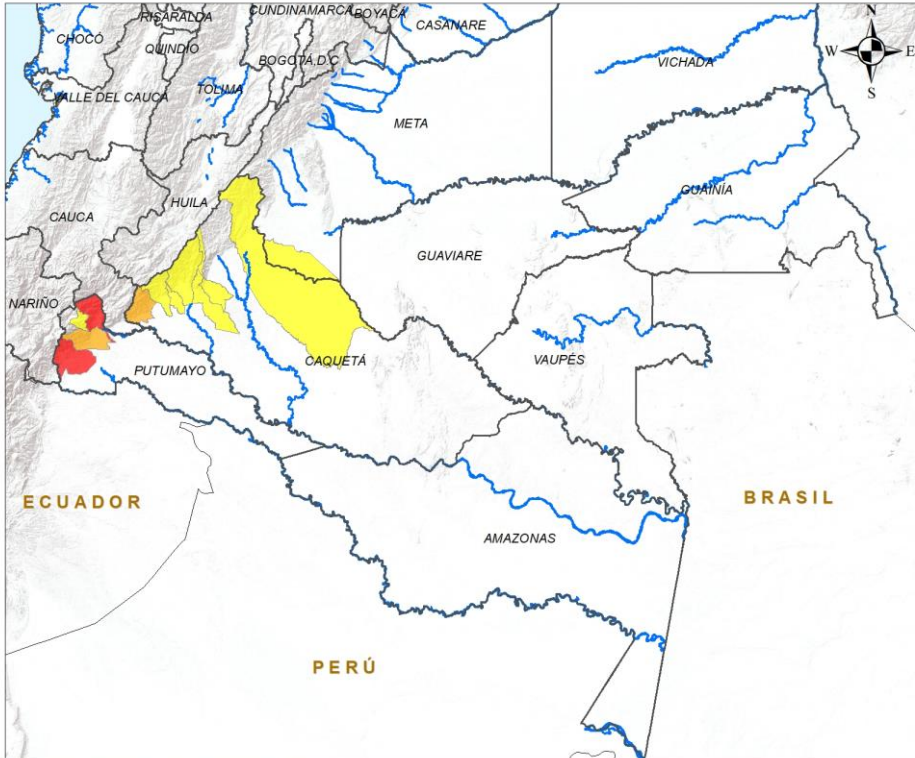 CUNDINAMARCA
BOYACÁ
RISARALDA
CASANARE
N
CHOCÓ
QUINDÍO
W
E
BOGOTÁ D.C
VICHADA
TOLIMA
S
VALLE DEL CAUCA
META
GUAINÍA
HUILA
CAUCA
GUAVIARE
NARIÑO
CAQUETÁ
VAUPÉS
PUTUMAYO
ECUADOR
BRASIL
AMAZONAS
PERÚ